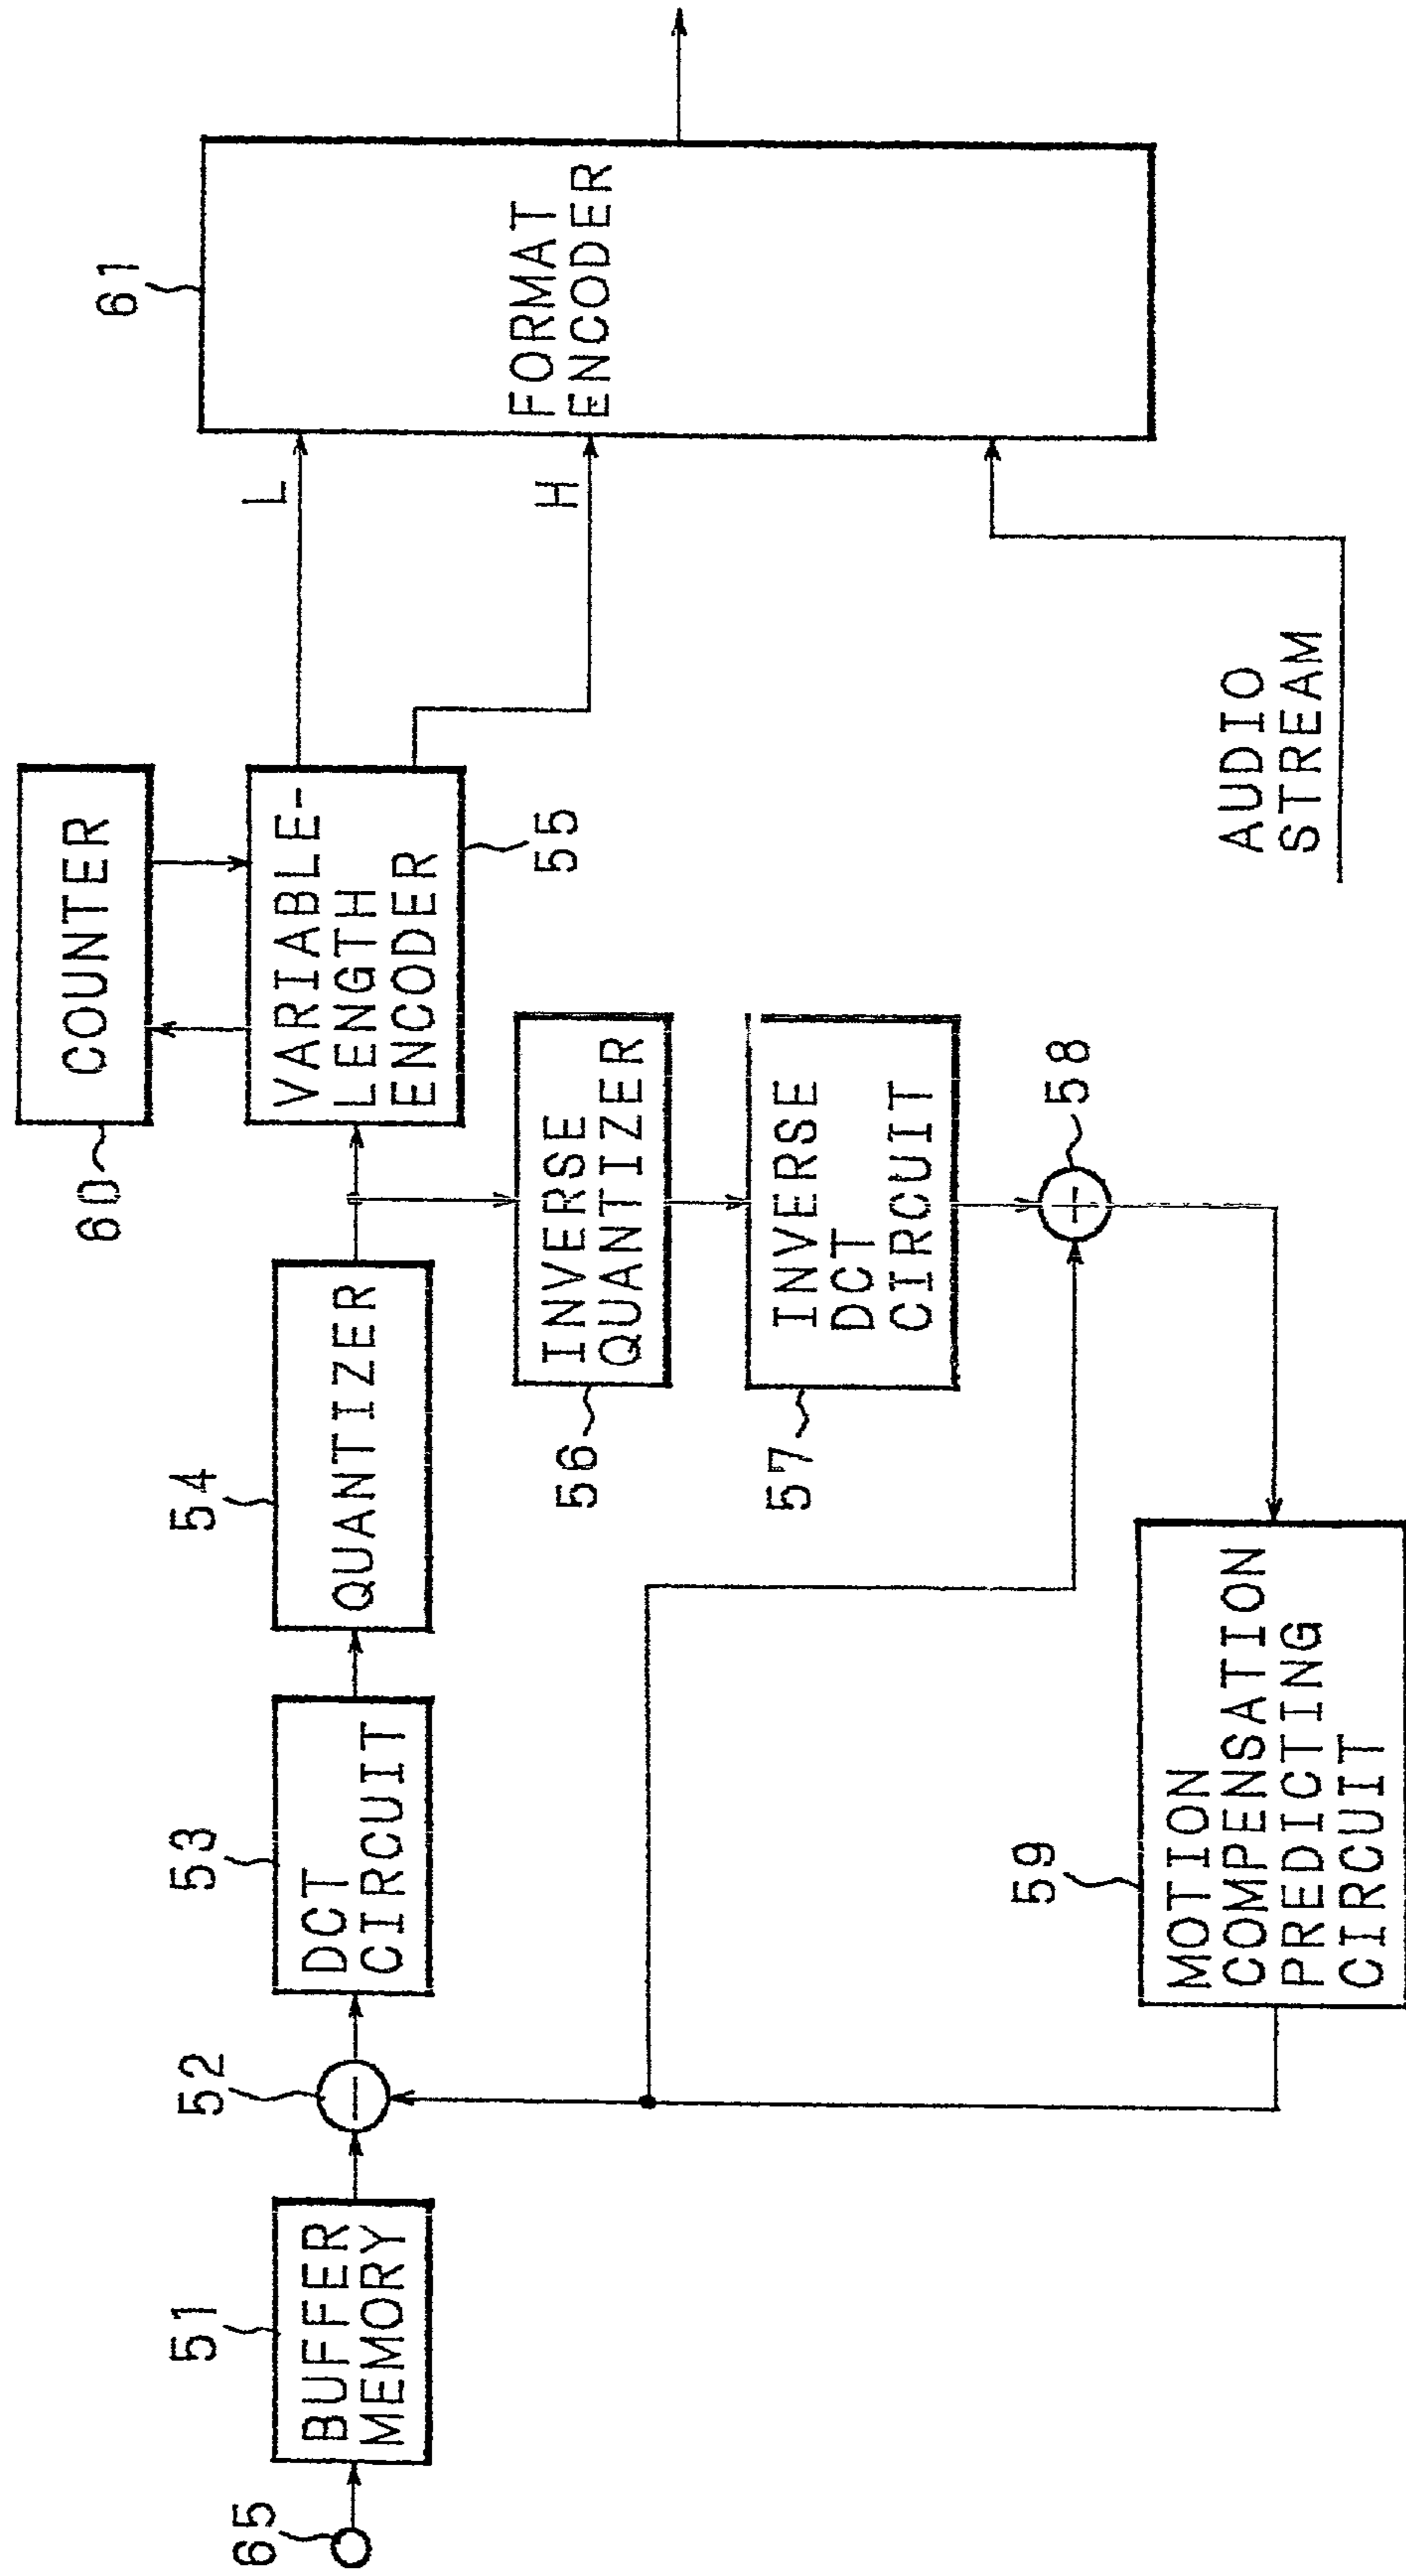 65
51
BUFFER
MEMORY
52
53
DCT
CIRCUIT
54
QUANTIZER
60
COUNTER
VARIABLE-
LENGTH
ENCODER
55
L
H
61
FORMAT
ENCODER
56
INVERSE
QUANTIZER
57
INVERSE
DCT
CIRCUIT
58
59
MOTION
COMPENSATION
PREDICTING
CIRCUIT
AUDIO
STREAM